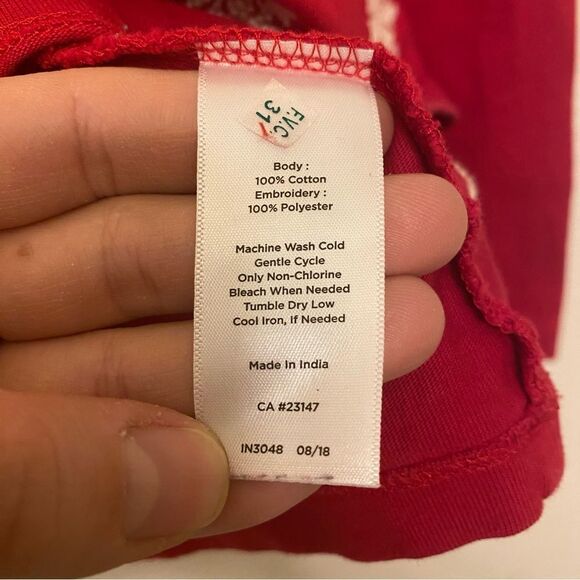 F.V.C.
31
Body :
100% Cotton
Embroidery :
100% Polyester
Machine Wash Cold
Gentle Cycle
Only Non-Chlorine
Bleach When Needed
Tumble Dry Low
Cool Iron, If Needed
Made In India
CA #23147
IN3048 08/18